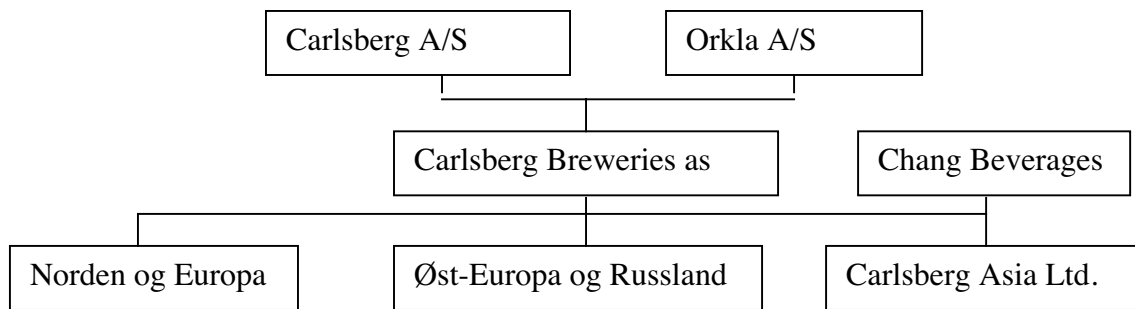 Carlsberg A/S
Orkla A/S
Carlsberg Breweries as
Chang Beverages
Norden og Europa
Øst-Europa og Russland
Carlsberg Asia Ltd.